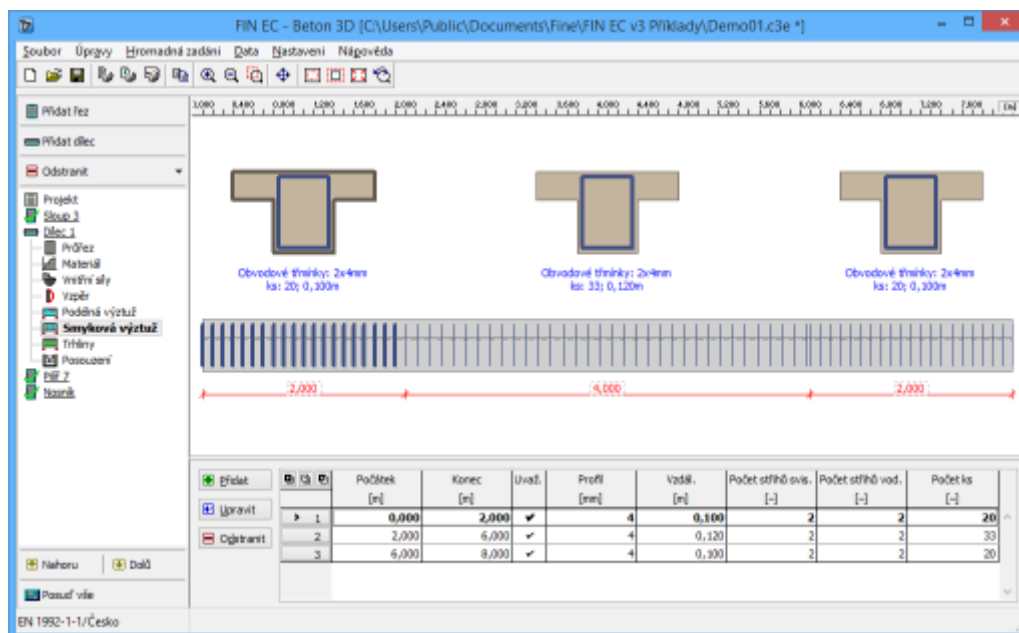 FIN EC - Beton 3D [C:\Users\Public\Documents\Fine\FIN EC v3 Příklady\Demo01.c3e *]
Soubor Úpravy Hromadná zadání Data Nastavení Nápověda
Přidat řez
Přidat dílec
Odstranit
Projekt
Sloup 3
Dílec 1
Průřez
Materiál
Vnitřní síly
Vzpěr
Podélná výztuž
Smyková výztuž
Trhliny
Posouzení
Pilíř 7
Nosník
Nahoru Dolů
Posuď vše
[m]
Obvodové třmínky: 2x4mm
ks: 20; 0,100m
Obvodové třmínky: 2x4mm
ks: 33; 0,120m
Obvodové třmínky: 2x4mm
ks: 20; 0,100m
2,000 4,000 2,000
Přidat
Upravit
Odstranit
Počátek Konec Uvaž. Profil Vzdál. Počet střihů svis. Počet střihů vod. Počet ks
[m] [m] [mm] [m] [-] [-] [-]
1 0,000 2,000 4 0,100 2 2 20
2 2,000 6,000 4 0,120 2 2 33
3 6,000 8,000 4 0,100 2 2 20
EN 1992-1-1/Česko